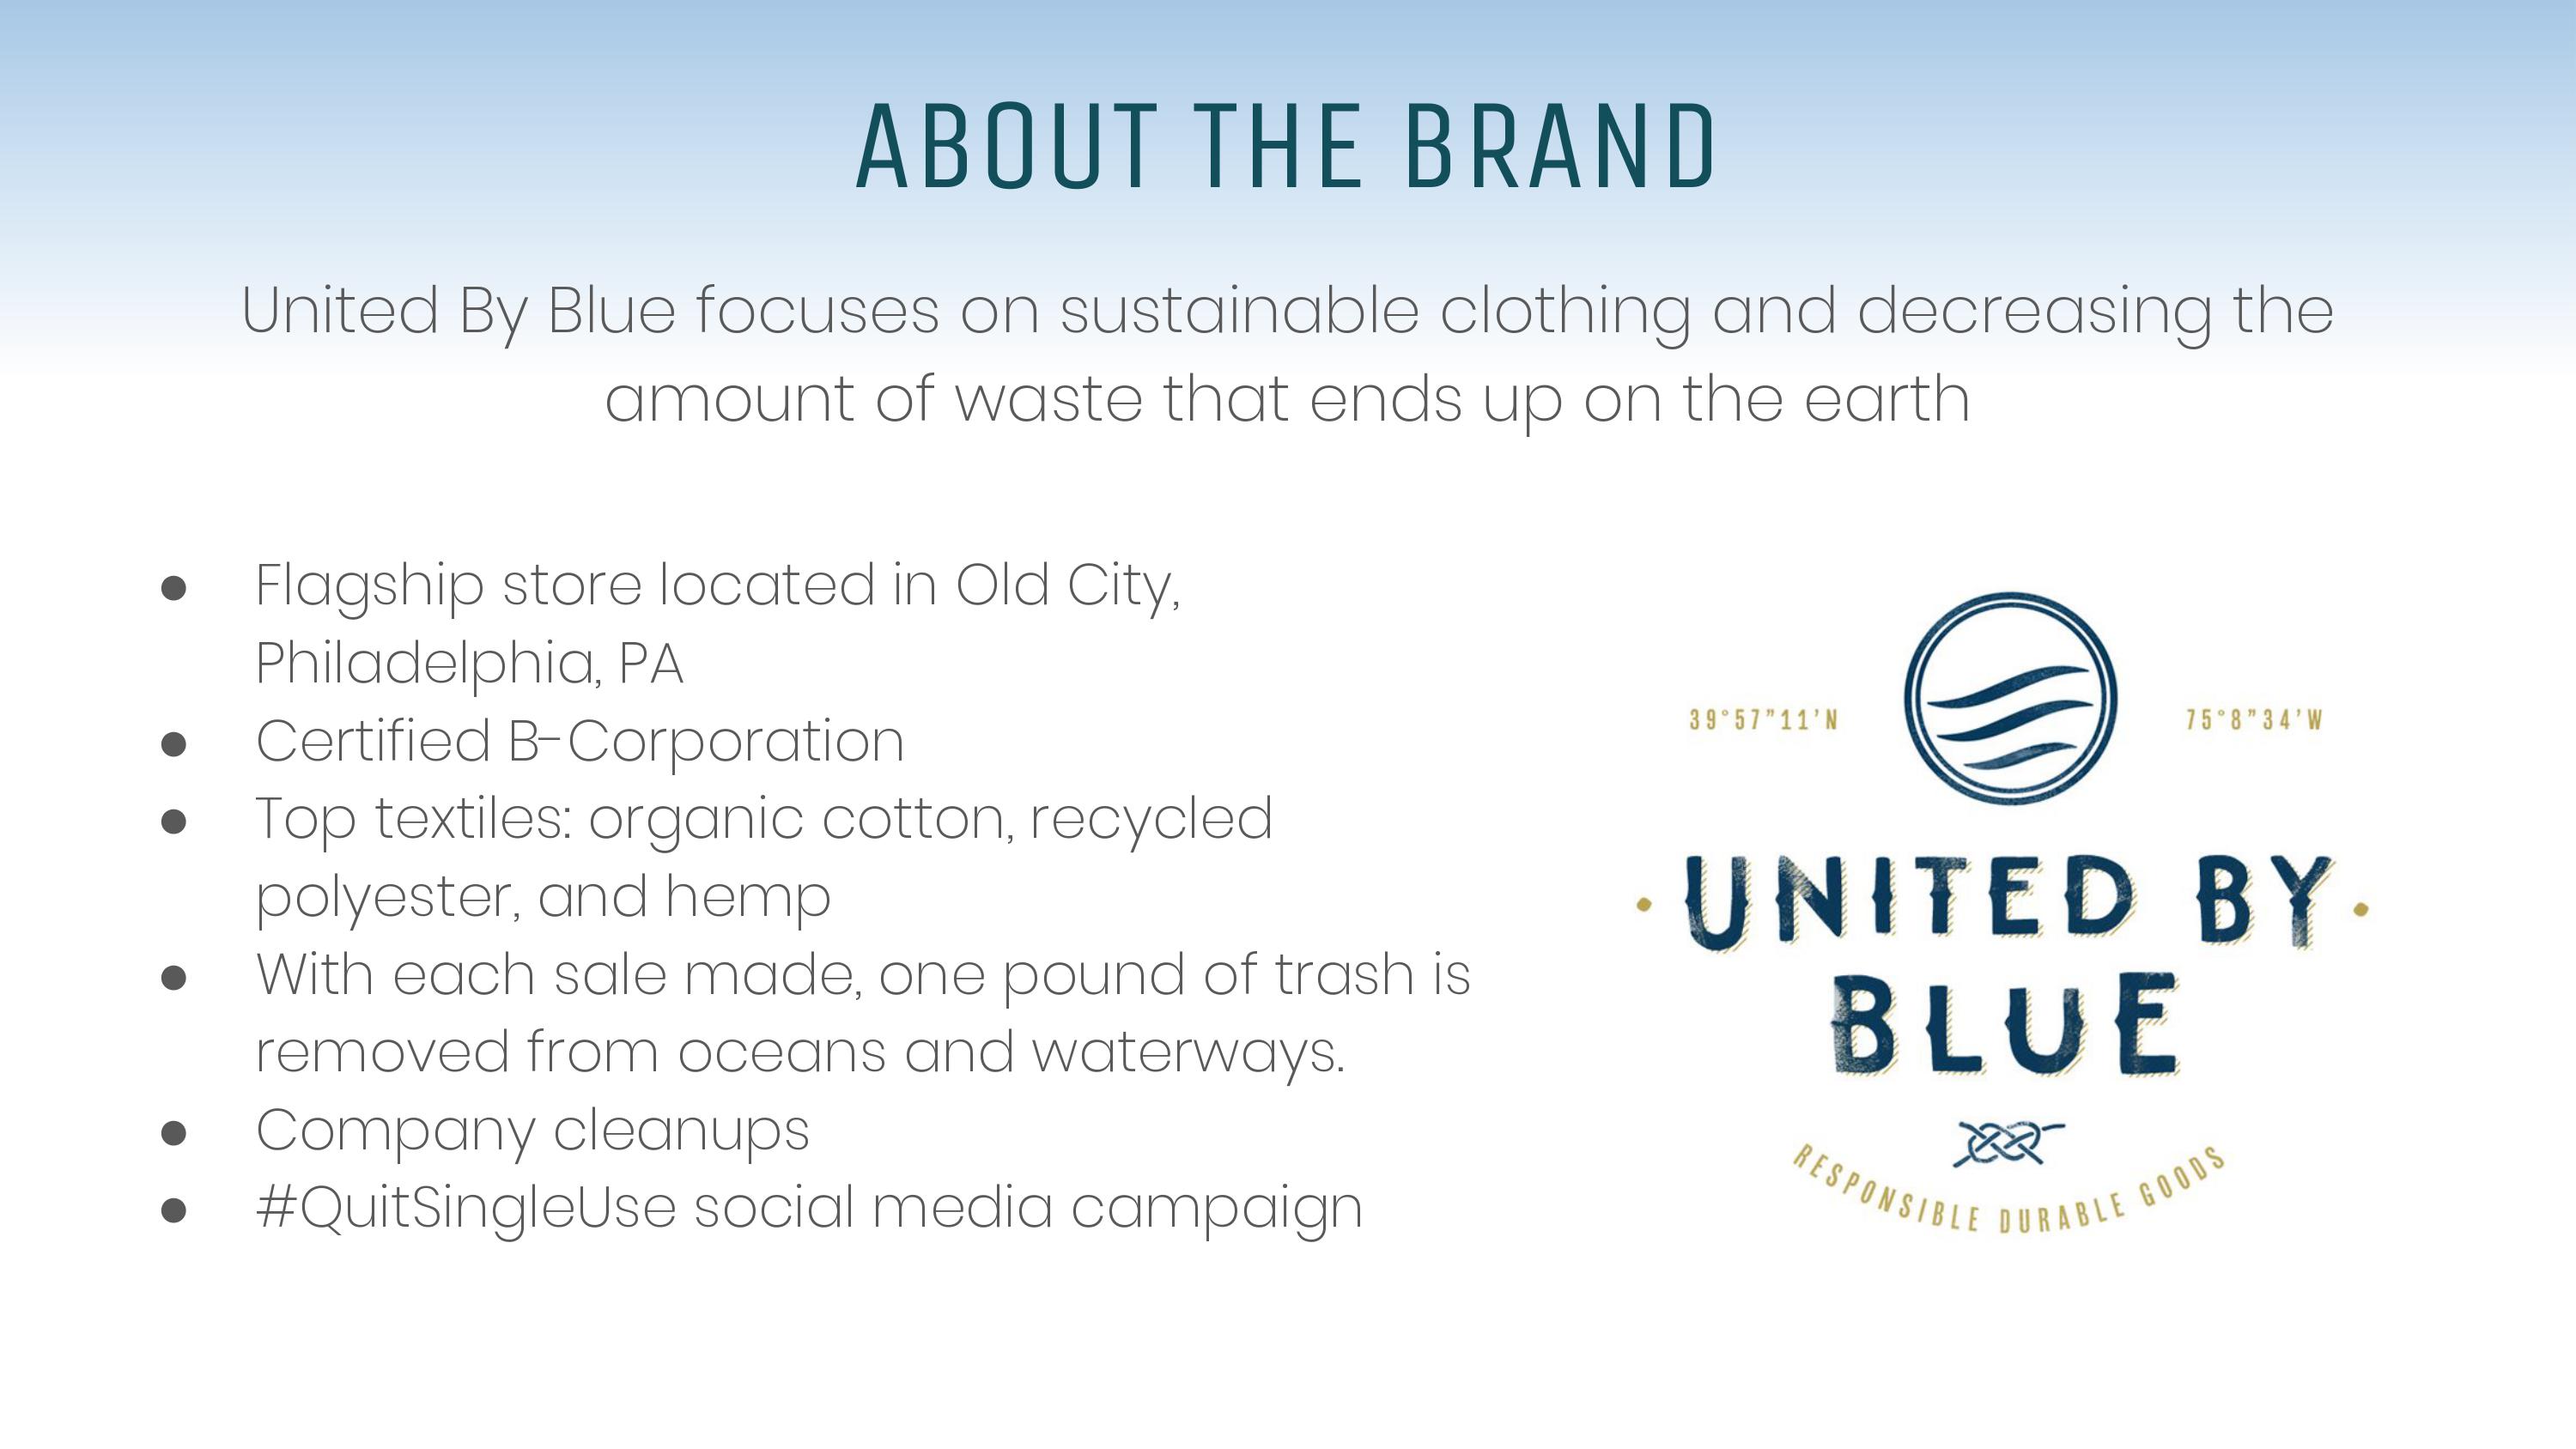 ABOUT THE BRAND
United By Blue focuses on sustainable clothing and decreasing the
amount of waste that ends up on the earth
● Flagship store located in Old City,
Philadelphia, PA
● Certified B-Corporation
● Top textiles: organic cotton, recycled
polyester, and hemp
● With each sale made, one pound of trash is
removed from oceans and waterways.
● Company cleanups
● #QuitSingleUse social media campaign
39°57”11’N
75°8”34’W
UNITED BY
BLUE
RESPONSIBLE DURABLE GOODS